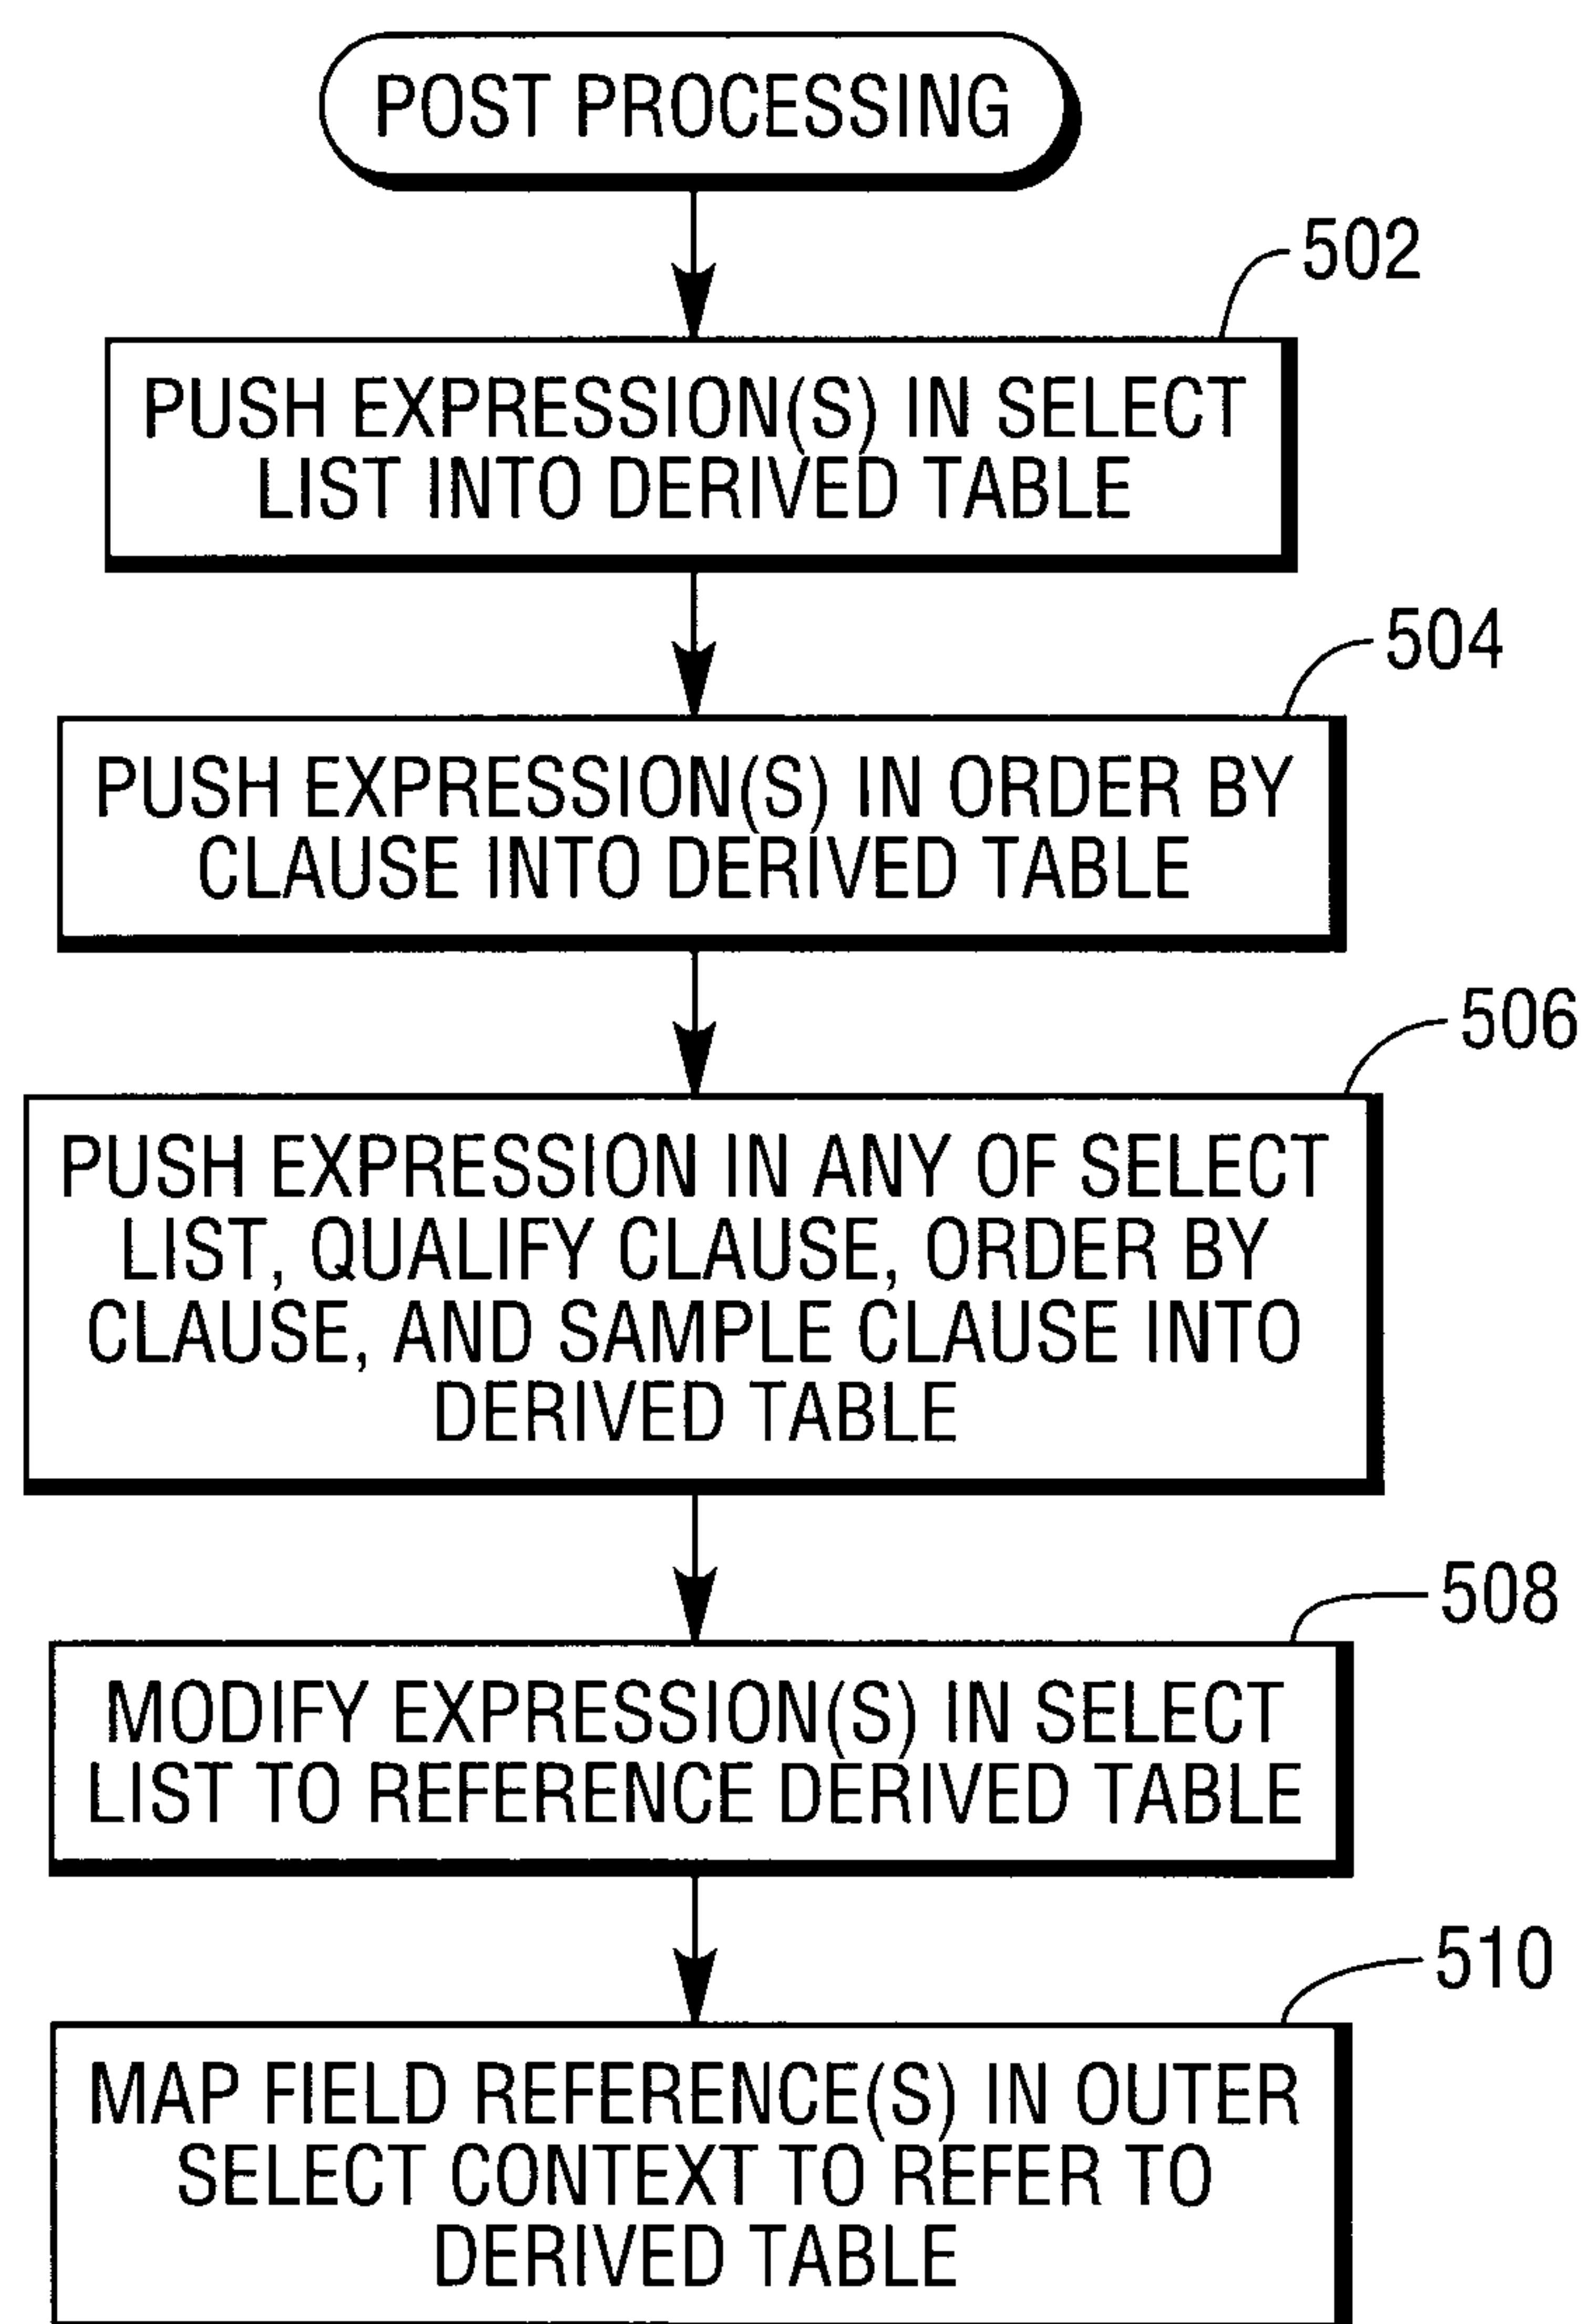 POST PROCESSING
502
PUSH EXPRESSION(S) IN SELECT
LIST INTO DERIVED TABLE
504
PUSH EXPRESSION(S) IN ORDER BY
CLAUSE INTO DERIVED TABLE
506
PUSH EXPRESSION IN ANY OF SELECT
LIST, QUALIFY CLAUSE, ORDER BY
CLAUSE, AND SAMPLE CLAUSE INTO
DERIVED TABLE
508
MODIFY EXPRESSION(S) IN SELECT
LIST TO REFERENCE DERIVED TABLE
510
MAP FIELD REFERENCE(S) IN OUTER
SELECT CONTEXT TO REFER TO
DERIVED TABLE